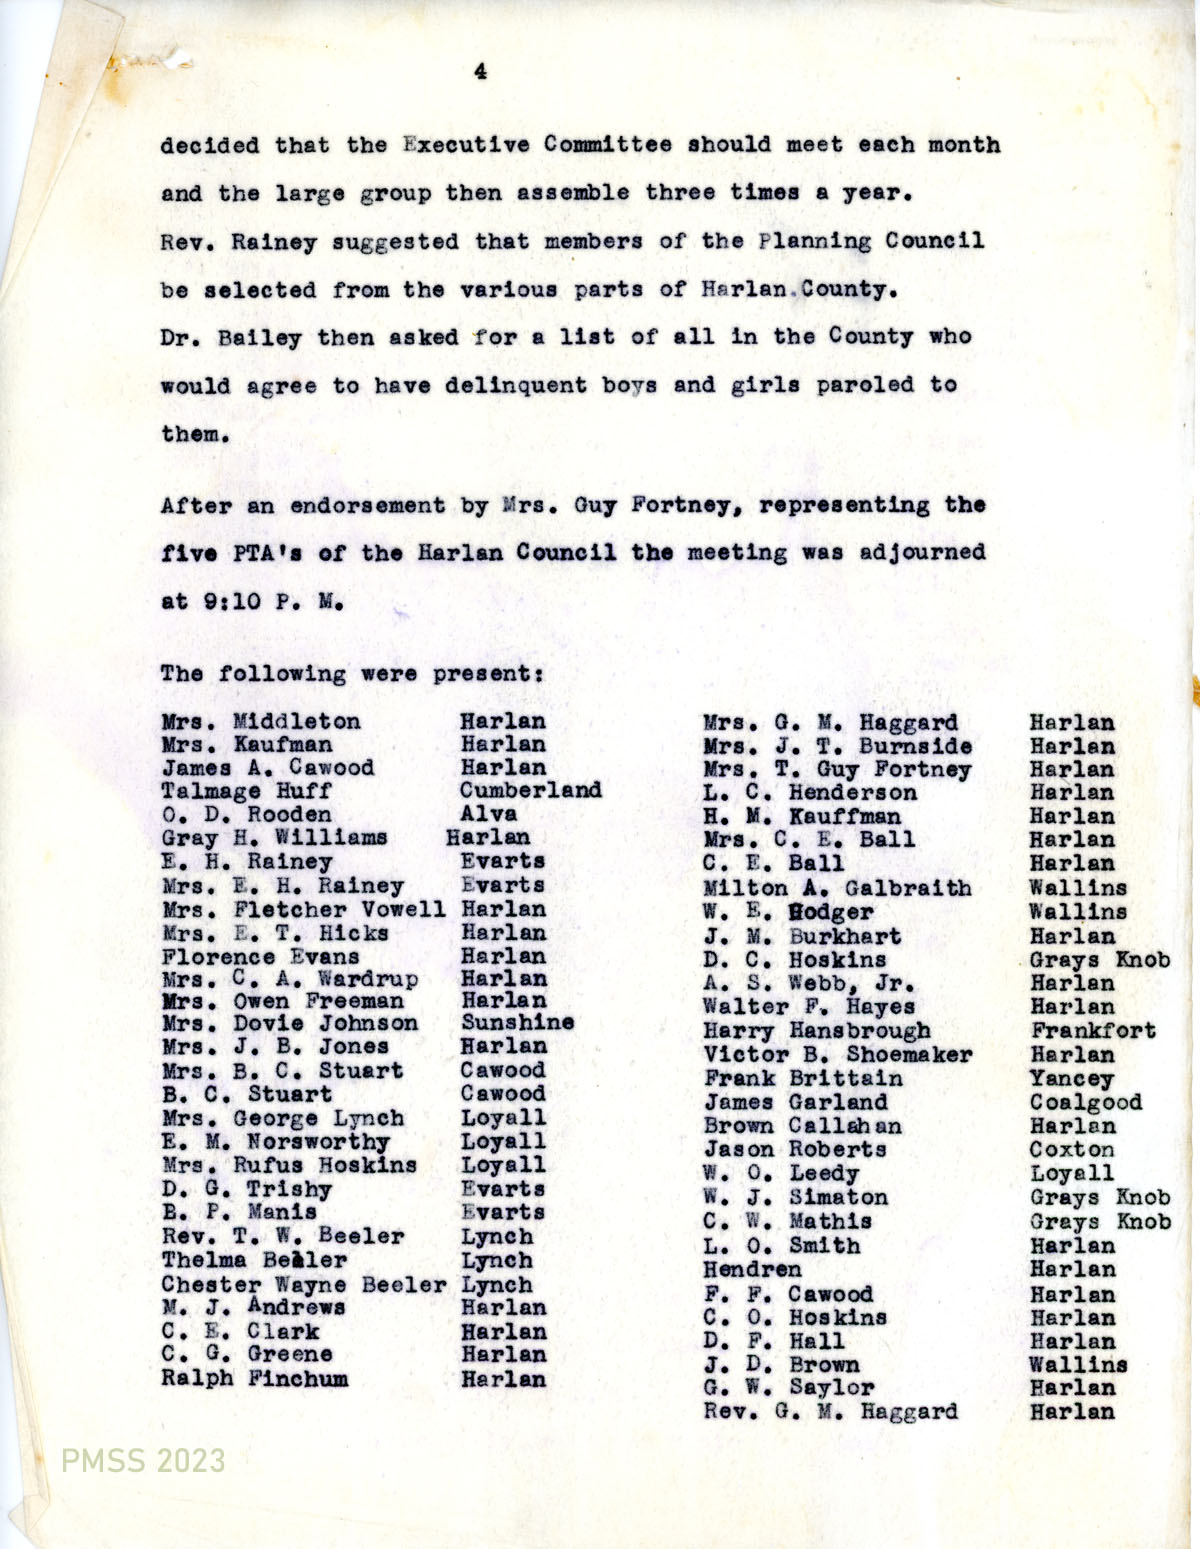 4
decided that the Executive Committee should meet each month
and the large group then assemble three times a year.
Rev. Rainey suggested that members of the Planning Council
be selected from the various parts of Harlan County.
Dr. Bailey then asked for a list of all in the County who
would agree to have delinquent boys and girls paroled to
them.
After an endorsement by Mrs. Guy Fortney, representing the
five PTA's of the Harlan Council the meeting was adjourned
at 9:10 P. M.
The following were present:
Mrs. Middleton Harlan
Mrs. Kaufman Harlan
James A. Cawood Harlan
Talmage Huff Cumberland
O. D. Rooden Alva
Gray H. Williams Harlan
E. H. Rainey Evarts
Mrs. E. H. Rainey Evarts
Mrs. Fletcher Vowell Harlan
Mrs. E. T. Hicks Harlan
Florence Evans Harlan
Mrs. C. A. Wardrup Harlan
Mrs. Owen Freeman Harlan
Mrs. Dovie Johnson Sunshine
Mrs. J. B. Jones Harlan
Mrs. B. C. Stuart Cawood
B. C. Stuart Cawood
Mrs. George Lynch Loyall
E. M. Norsworthy Loyall
Mrs. Rufus Hoskins Loyall
D. G. Trishy Evarts
B. P. Manis Evarts
Rev. T. W. Beeler Lynch
Thelma Beeler Lynch
Chester Wayne Beeler Lynch
M. J. Andrews Harlan
C. E. Clark Harlan
C. G. Greene Harlan
Ralph Finchum Harlan
Mrs. G. M. Haggard Harlan
Mrs. J. T. Burnside Harlan
Mrs. T. Guy Fortney Harlan
L. C. Henderson Harlan
H. M. Kauffman Harlan
Mrs. C. E. Ball Harlan
C. E. Ball Harlan
Milton A. Galbraith Wallins
W. E. Hodger Wallins
J. M. Burkhart Harlan
D. C. Hoskins Grays Knob
A. S. Webb, Jr. Harlan
Walter F. Hayes Harlan
Harry Hansbrough Frankfort
Victor B. Shoemaker Harlan
Frank Brittain Yancey
James Garland Coalgood
Brown Callahan Harlan
Jason Roberts Coxton
W. O. Leedy Loyall
W. J. Simaton Grays Knob
C. W. Mathis Grays Knob
L. O. Smith Harlan
Hendren Harlan
F. F. Cawood Harlan
C. O. Hoskins Harlan
D. F. Hall Harlan
J. D. Brown Wallins
G. W. Saylor Harlan
Rev. G. M. Haggard Harlan
PMSS 2023